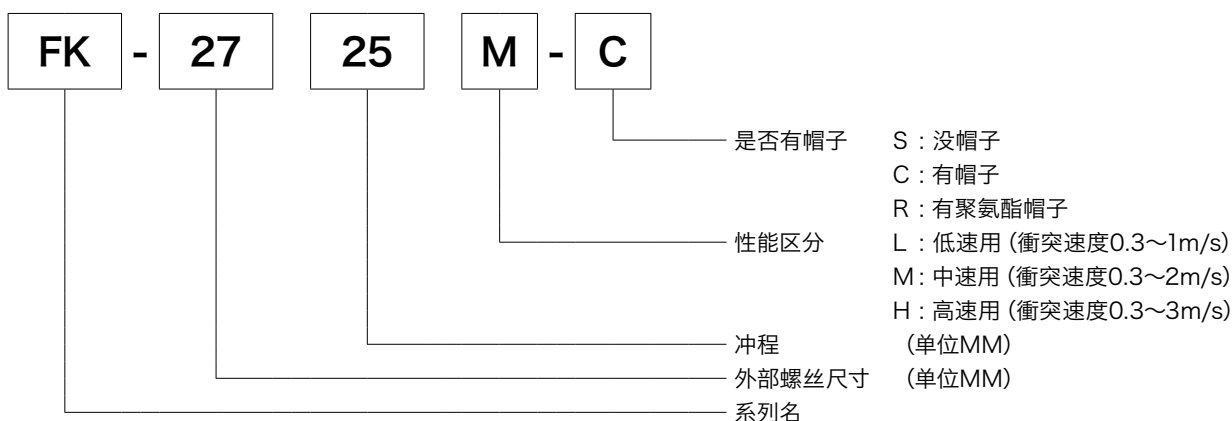 FK - 27 25 M - C
是否有帽子 S : 没帽子
C : 有帽子
R : 有聚氨酯帽子
性能区分 L : 低速用 (衝突速度0.3〜1m/s)
M : 中速用 (衝突速度0.3〜2m/s)
H : 高速用 (衝突速度0.3〜3m/s)
冲程 (单位MM)
外部螺丝尺寸 (单位MM)
系列名